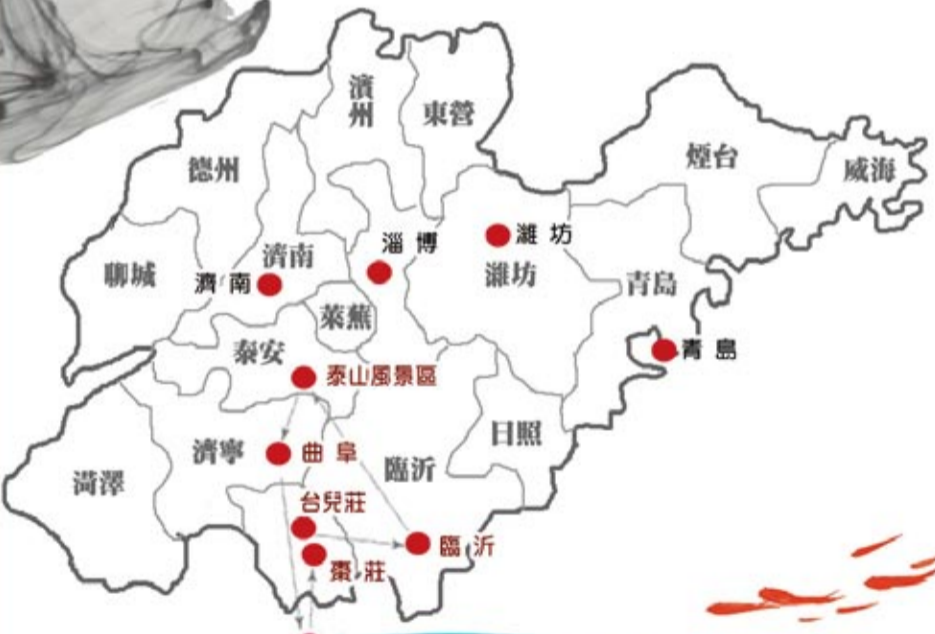 濱州
東營
德州
煙台
威海
淄博
濰坊
濟南
聊城
濟南
濰坊
青島
萊蕪
泰安
青島
泰山風景區
日照
濟寧
曲阜
臨沂
菏澤
台兒莊
臨沂
棗莊